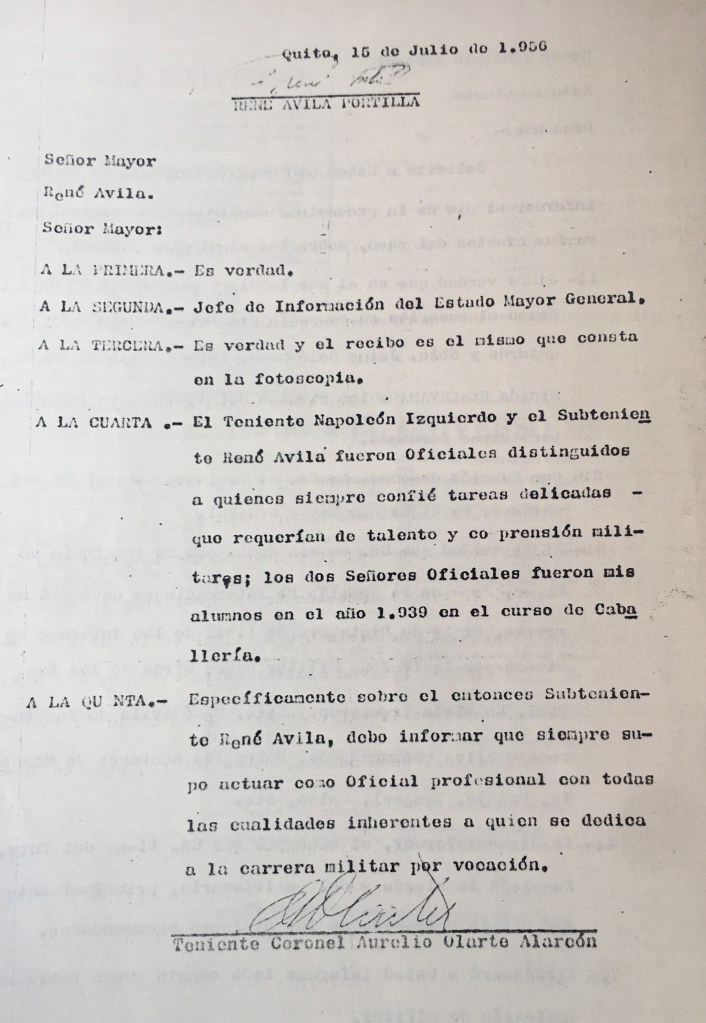 Quito, 15 de Julio de 1.956
RENE AVILA PORTILLA
Señor Mayor
René Avila.
Señor Mayor:
A LA PRIMERA.- Es verdad.
A LA SEGUNDA.- Jefe de Información del Estado Mayor General.
A LA TERCERA.- Es verdad y el recibo es el mismo que consta
en la fotoscopia.
A LA CUARTA .- El Teniente Napoleón Izquierdo y el Subtenien
te René Avila fueron Oficiales distinguidos
a quienes siempre confié tareas delicadas -
que requerían de talento y co prensión mili-
tares; los dos Señores Oficiales fueron mis
alumnos en el año 1.939 en el curso de Caba
llería.
A LA QU NTA.- Específicamente sobre el entonces Subtenien-
te René Avila, debo informar que siempre su-
po actuar como Oficial profesional con todas
las cualidades inherentes a quien se dedica
a la carrera militar por vocación.
Teniente Coronel Aurelio Olarte Alarcón